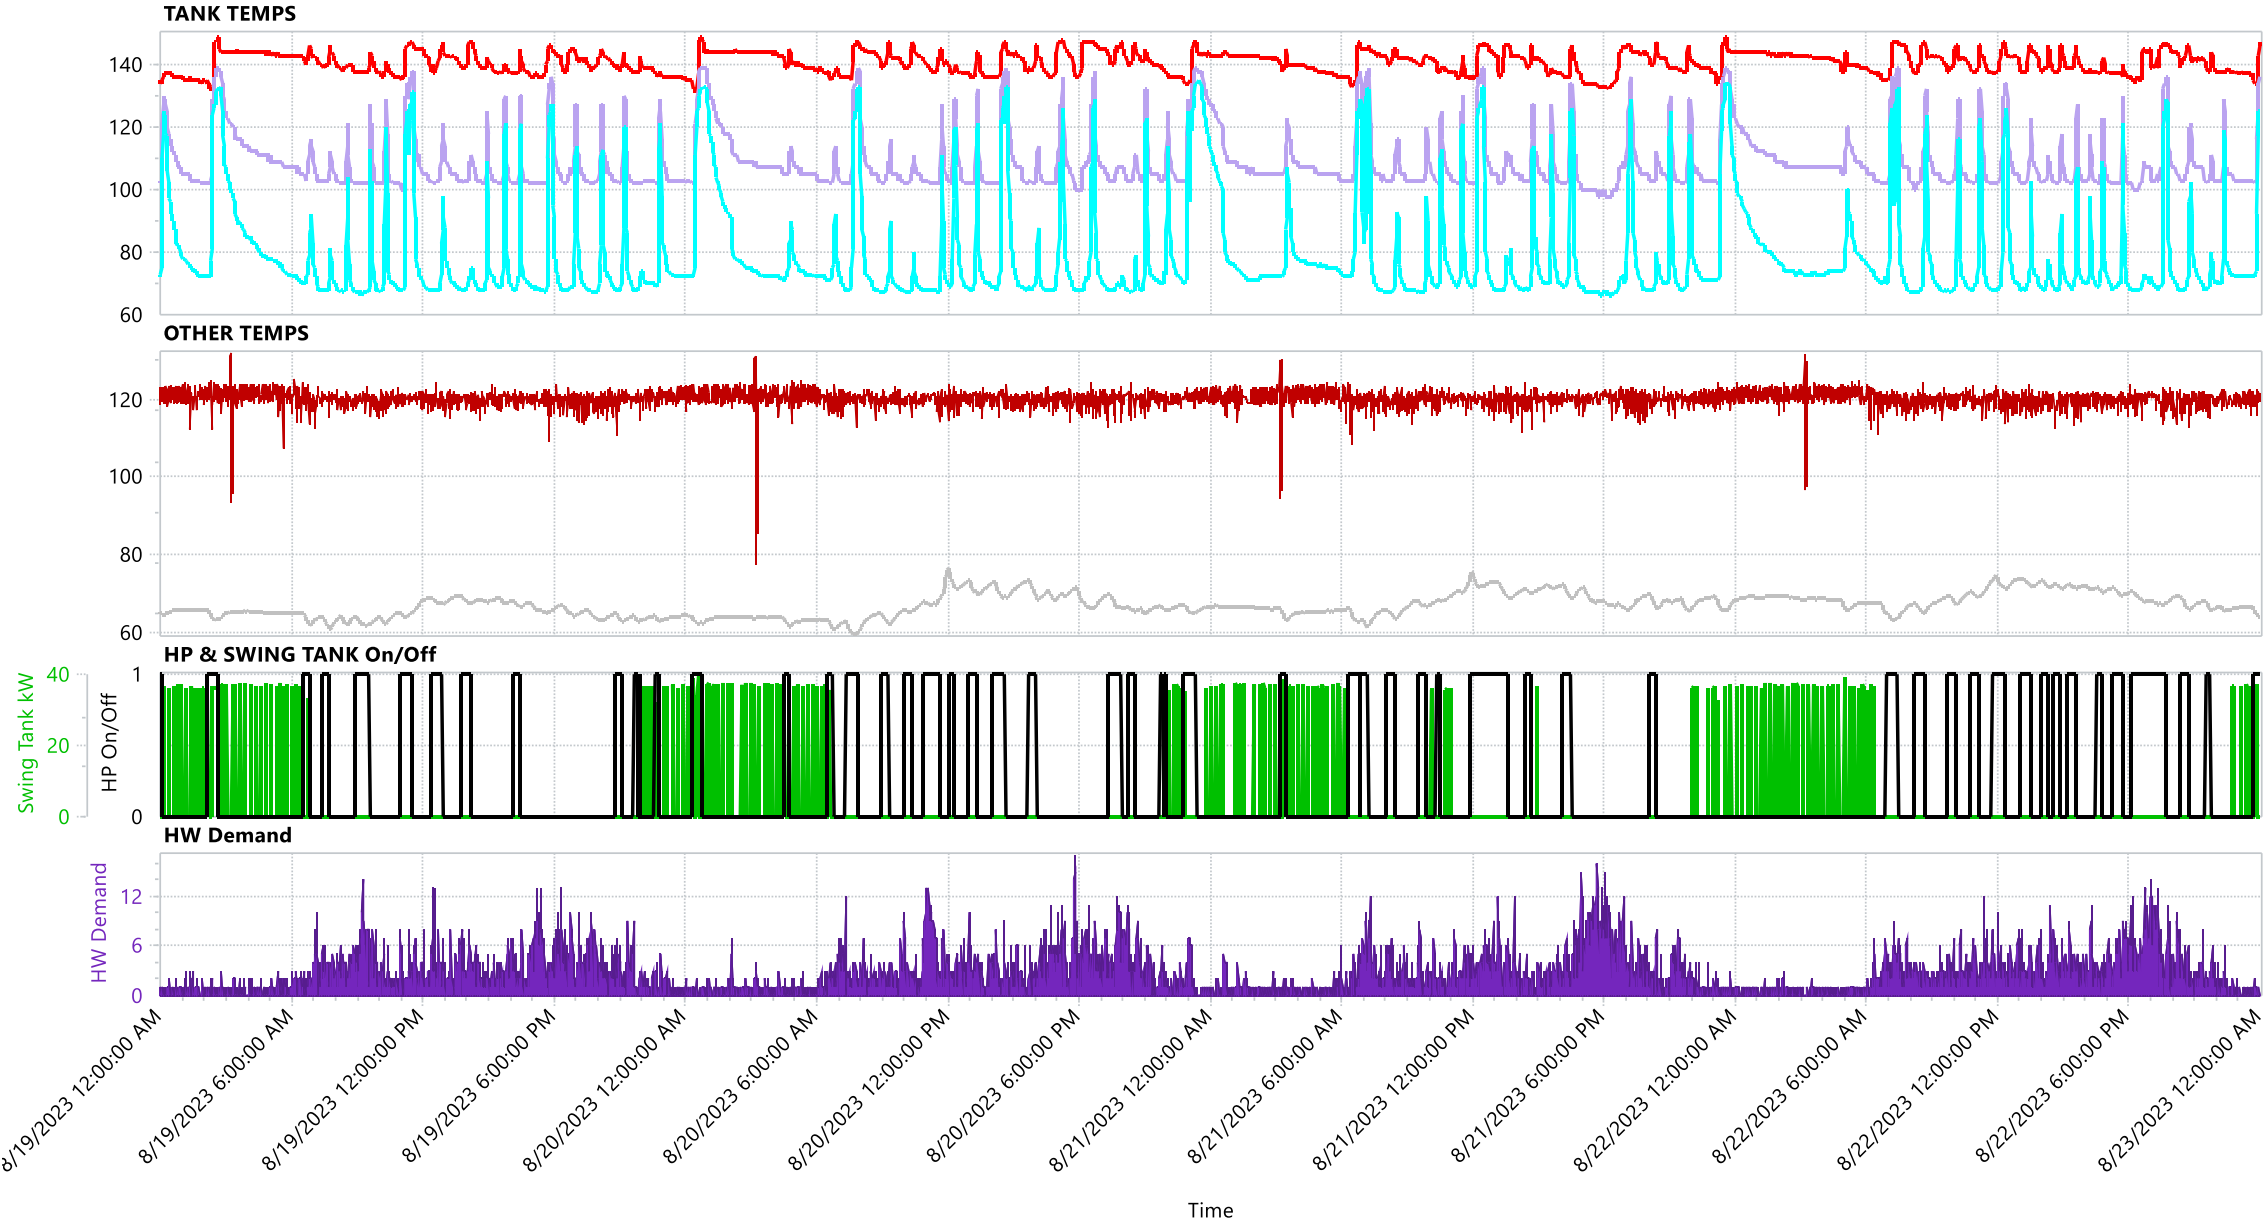 TANK TEMPS
140
120
100
80
60
OTHER TEMPS
120
100
80
60
HP & SWING TANK On/Off
Swing Tank kW
40
20
0
HP On/Off
1
0
HW Demand
HW Demand
12
6
0
8/19/2023 12:00:00 AM
8/19/2023 6:00:00 AM
8/19/2023 12:00:00 PM
8/19/2023 6:00:00 PM
8/20/2023 12:00:00 AM
8/20/2023 6:00:00 AM
8/20/2023 12:00:00 PM
8/20/2023 6:00:00 PM
8/21/2023 12:00:00 AM
8/21/2023 6:00:00 AM
8/21/2023 12:00:00 PM
8/21/2023 6:00:00 PM
8/22/2023 12:00:00 AM
8/22/2023 6:00:00 AM
8/22/2023 12:00:00 PM
8/22/2023 6:00:00 PM
8/23/2023 12:00:00 AM
Time